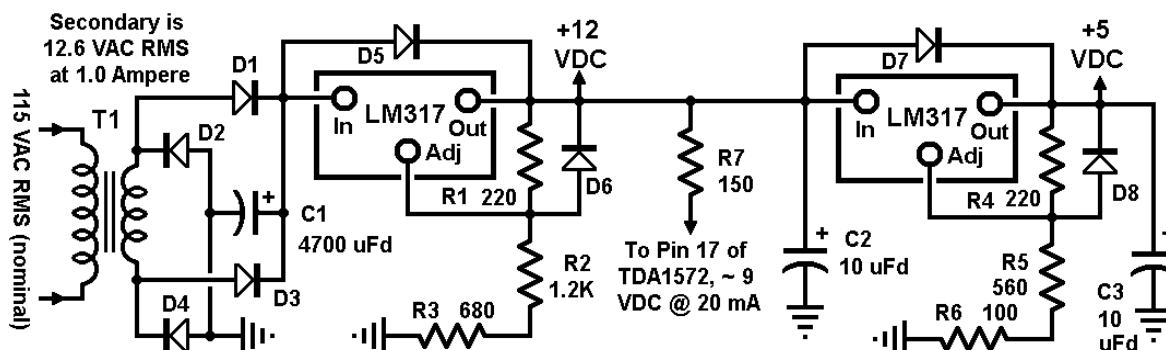 Secondary is
12.6 VAC RMS
at 1.0 Ampere
115 VAC RMS (nominal)
T1
D1
D2
C1
4700 uFd
+
D3
D4
D5
In
LM317
Out
Adj
+12
VDC
R1
220
D6
R2
1.2K
R3
680
R7
150
To Pin 17 of
TDA1572, ~ 9
VDC @ 20 mA
+
C2
10 uFd
D7
In
LM317
Out
Adj
+5
VDC
R4
220
D8
R5
560
R6
100
+
C3
10
uFd